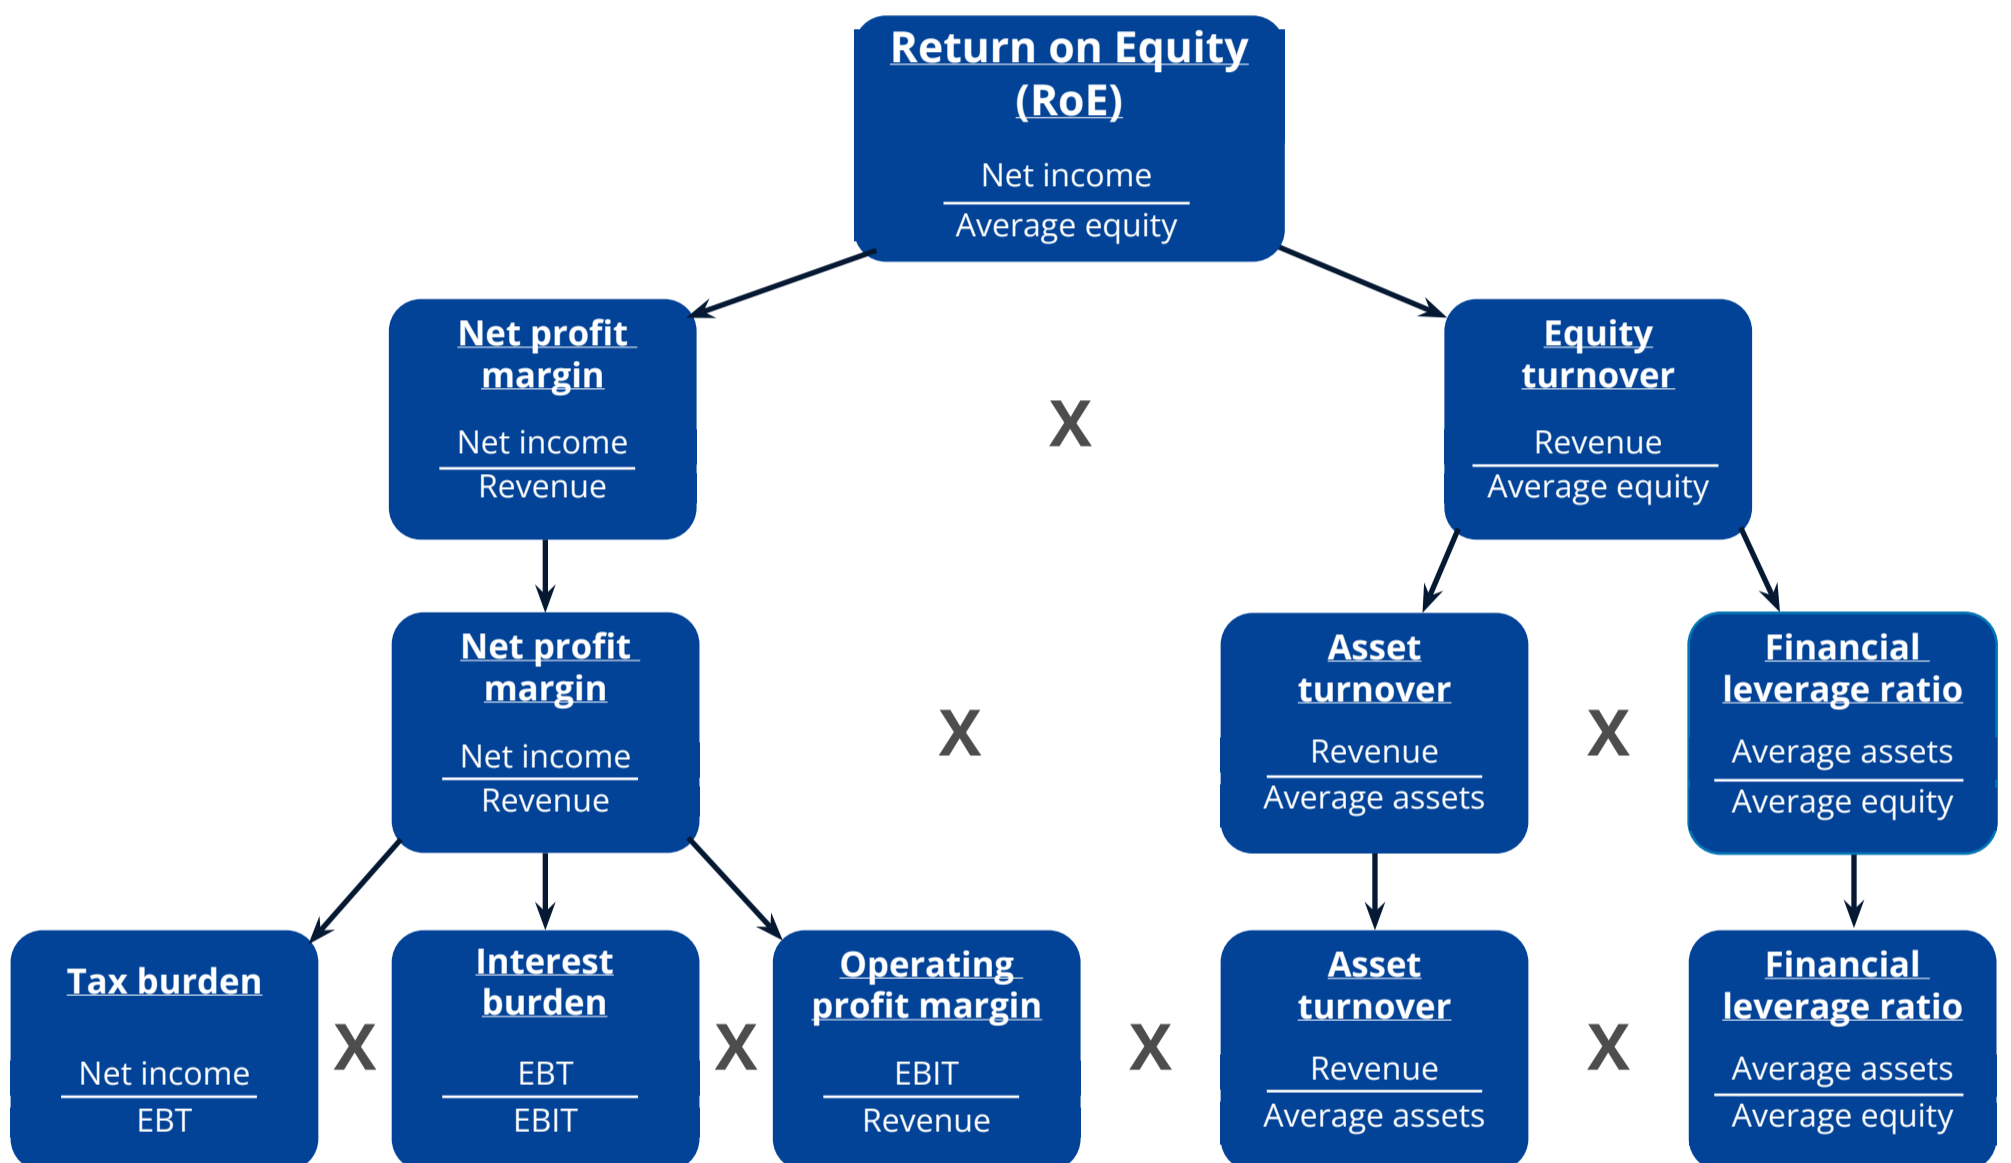 Return on Equity
(RoE)
Net income
Average equity
Net profit
margin
Net income
Revenue
X
Equity
turnover
Revenue
Average equity
Net profit
margin
Net income
Revenue
X
Asset
turnover
Revenue
Average assets
X
Financial
leverage ratio
Average assets
Average equity
Tax burden
Net income
EBT
X
Interest
burden
EBT
EBIT
X
Operating
profit margin
EBIT
Revenue
X
Asset
turnover
Revenue
Average assets
X
Financial
leverage ratio
Average assets
Average equity